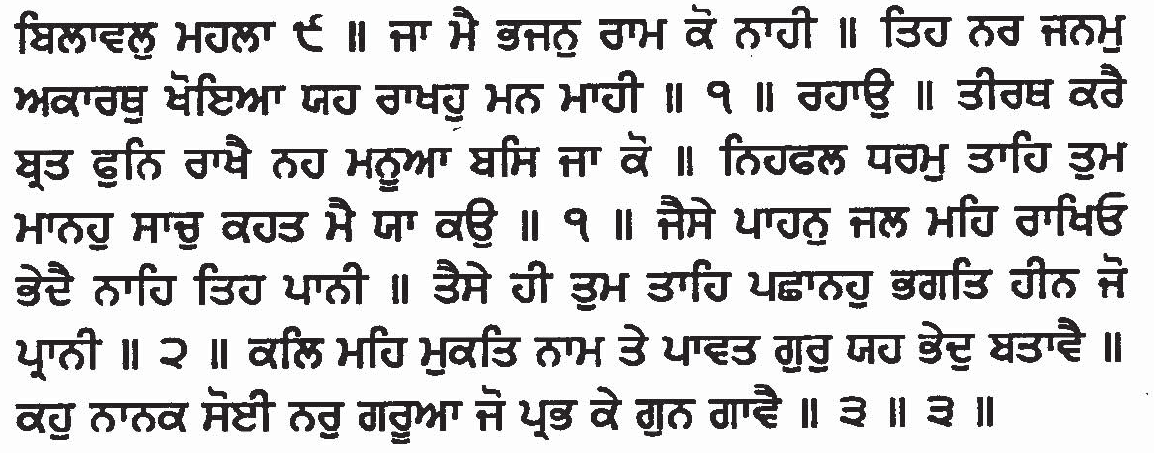 ਬਿਲਾਵਲੁ ਮਹਲਾ ੯ ॥ ਜਾ ਮੈ ਭਜਨੁ ਰਾਮ ਕੋ ਨਾਹੀ ॥ ਤਿਹ ਨਰ ਜਨਮੁ
ਅਕਾਰਥੁ ਖੋਇਆ ਯਹ ਰਾਖਹੁ ਮਨ ਮਾਹੀ ॥ ੧ ॥ ਰਹਾਉ ॥ ਤੀਰਥ ਕਰੈ
ਬ੍ਰਤ ਫੁਨਿ ਰਾਖੈ ਨਹ ਮਨੂਆ ਬਸਿ ਜਾ ਕੋ ॥ ਨਿਹਫਲ ਧਰਮੁ ਤਾਹਿ ਤੁਮ
ਮਾਨਹੁ ਸਾਚੁ ਕਹਤ ਮੈ ਯਾ ਕਉ ॥ ੧ ॥ ਜੈਸੇ ਪਾਹਨੁ ਜਲ ਮਹਿ ਰਾਖਿਓ
ਭੇਦੈ ਨਾਹਿ ਤਿਹ ਪਾਨੀ ॥ ਤੈਸੇ ਹੀ ਤੁਮ ਤਾਹਿ ਪਛਾਨਹੁ ਭਗਤਿ ਹੀਨ ਜੋ
ਪ੍ਰਾਨੀ ॥ ੨ ॥ ਕਲਿ ਮਹਿ ਮੁਕਤਿ ਨਾਮ ਤੇ ਪਾਵਤ ਗੁਰੁ ਯਹ ਭੇਦੁ ਬਤਾਵੈ ॥
ਕਹੁ ਨਾਨਕ ਸੋਈ ਨਰੁ ਗਰੂਆ ਜੋ ਪ੍ਰਭ ਕੇ ਗੁਨ ਗਾਵੈ ॥ ੩ ॥ ੩ ॥